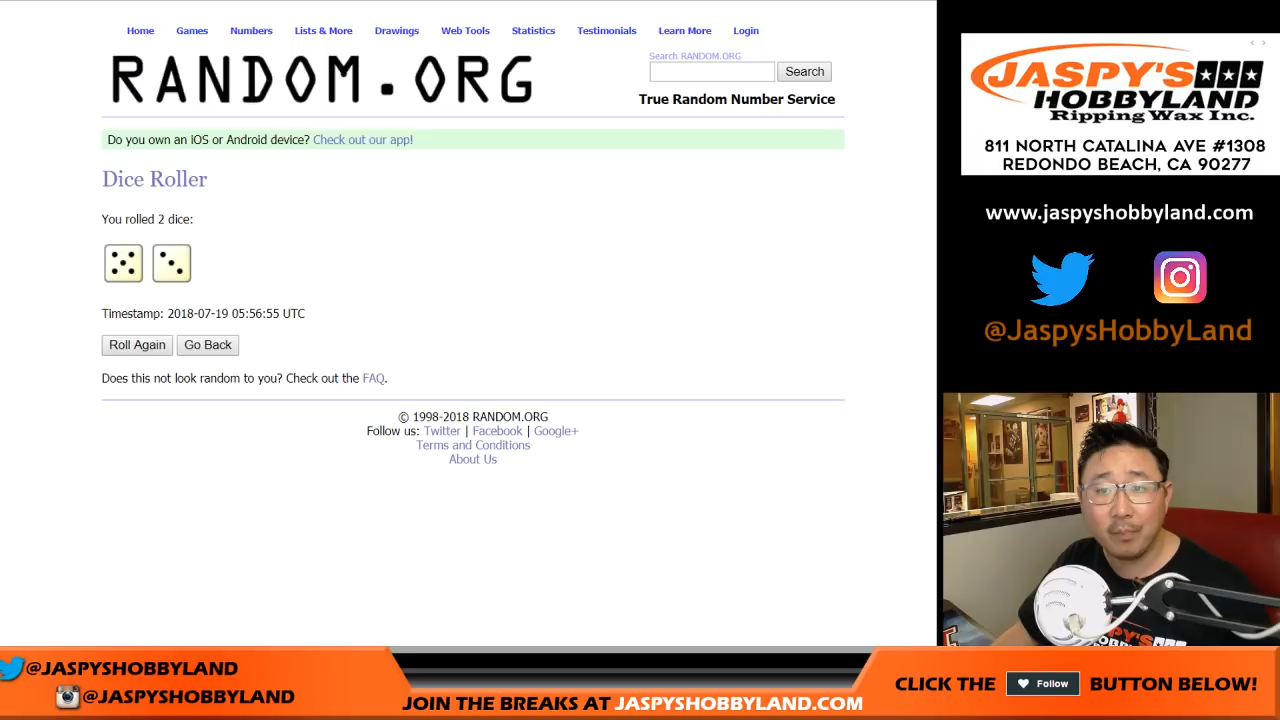 Home Games Numbers Lists & More Drawings Web Tools Statistics Testimonials Learn More Login
RANDOM.ORG
Search RANDOM.ORG
Search
True Random Number Service
Do you own an iOS or Android device? Check out our app!
Dice Roller
You rolled 2 dice:
Timestamp: 2018-07-19 05:56:55 UTC
Roll Again Go Back
Does this not look random to you? Check out the FAQ.
© 1998-2018 RANDOM.ORG
Follow us: Twitter | Facebook | Google+
Terms and Conditions
About Us
JASPY'S
HOBBYLAND
Ripping Wax Inc.
811 NORTH CATALINA AVE #1308
REDONDO BEACH, CA 90277
www.jaspyshobbyland.com
@JaspysHobbyLand
@JASPYSHOBBYLAND
@JASPYSHOBBYLAND
JOIN THE BREAKS AT JASPYSHOBBYLAND.COM
CLICK THE Follow BUTTON BELOW!